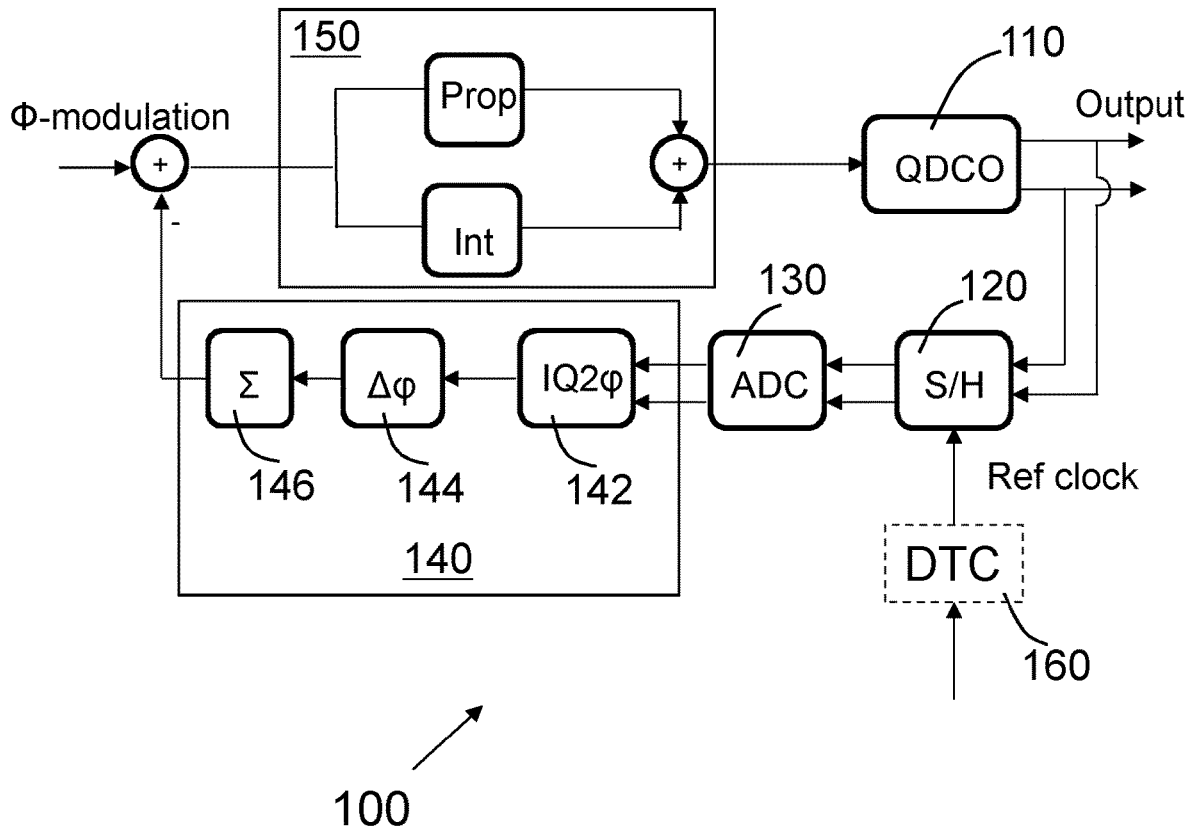 150
110
Prop
Output
Φ-modulation
+
+
QDCO
-
Int
130
120
Σ
Δφ
IQ2φ
ADC
S/H
146
144
142
Ref clock
140
DTC
160
100